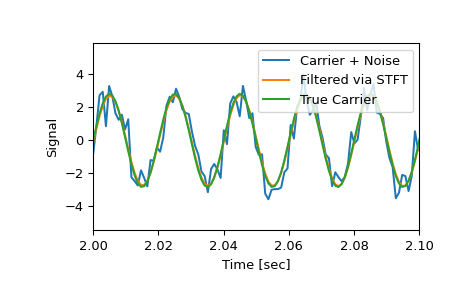 Carrier + Noise
Filtered via STFT
True Carrier
Signal
4
2
0
−2
−4
2.00 2.02 2.04 2.06 2.08 2.10
Time [sec]